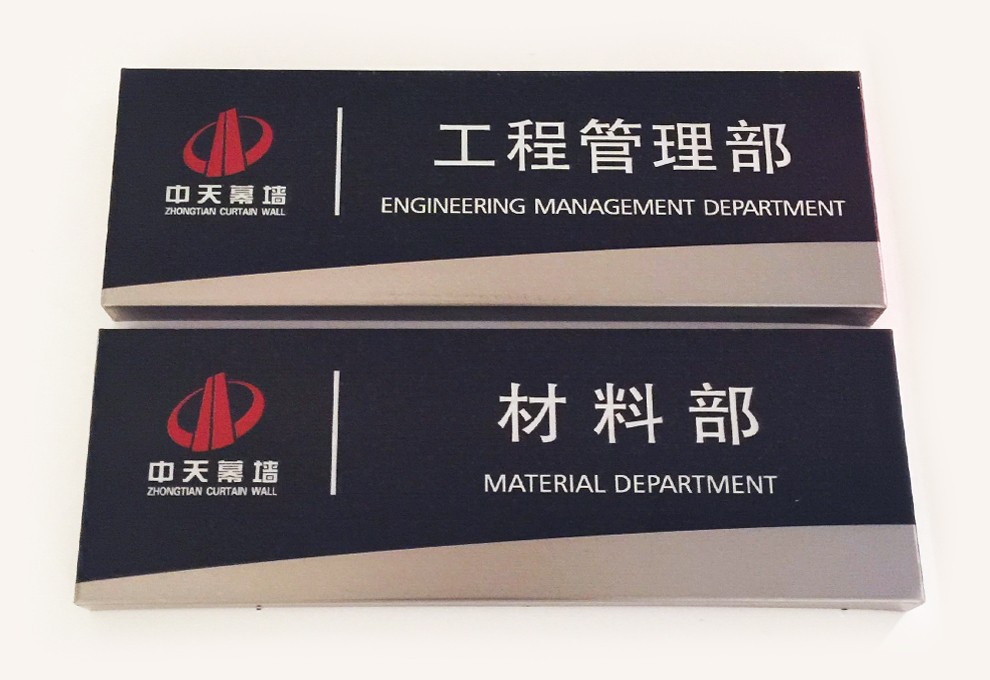 中天幕墙
ZHONGTIAN CURTAIN WALL
工程管理部
ENGINEERING MANAGEMENT DEPARTMENT
中天幕墙
ZHONGTIAN CURTAIN WALL
材料部
MATERIAL DEPARTMENT